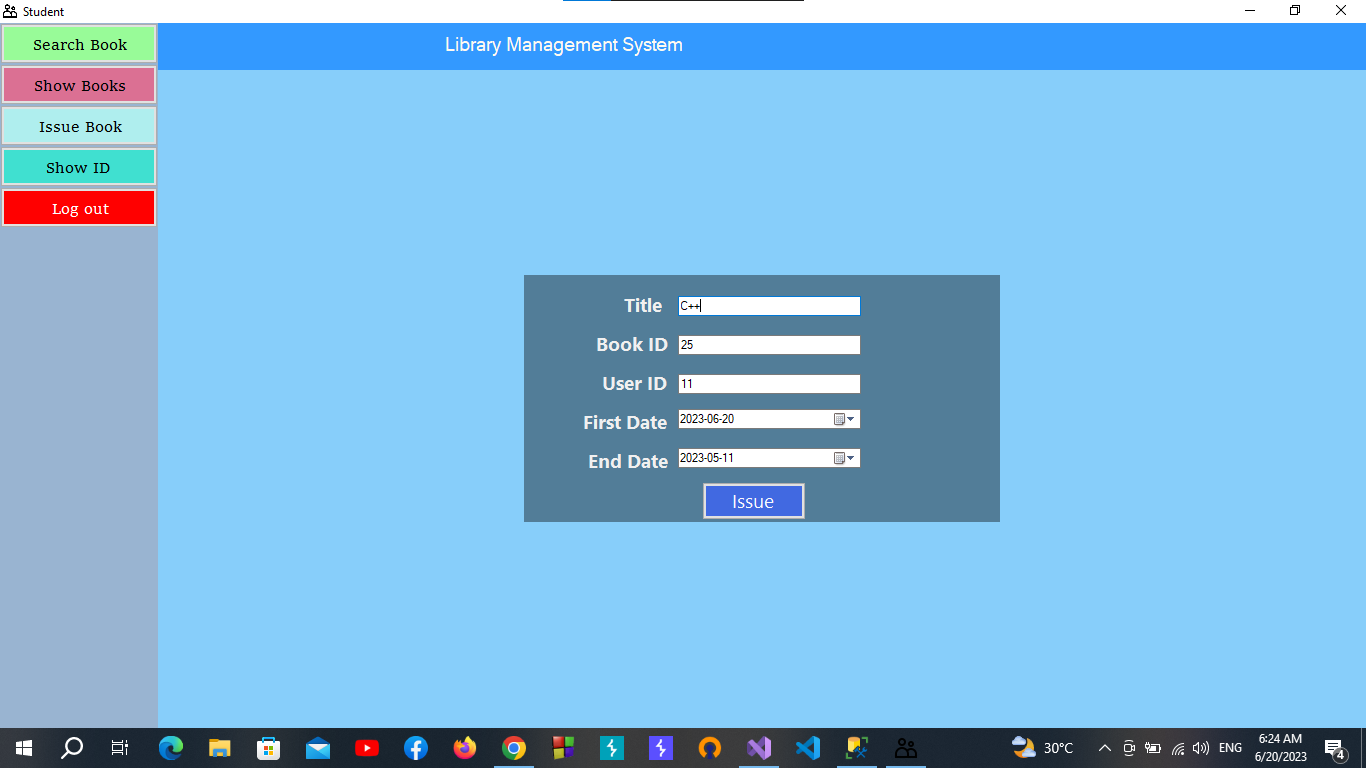 Student
Library Management System
Search Book
Show Books
Issue Book
Show ID
Log out
Title C++
Book ID 25
User ID 11
First Date 2023-06-20
End Date 2023-05-11
Issue
30°C
ENG
6:24 AM
6/20/2023
4